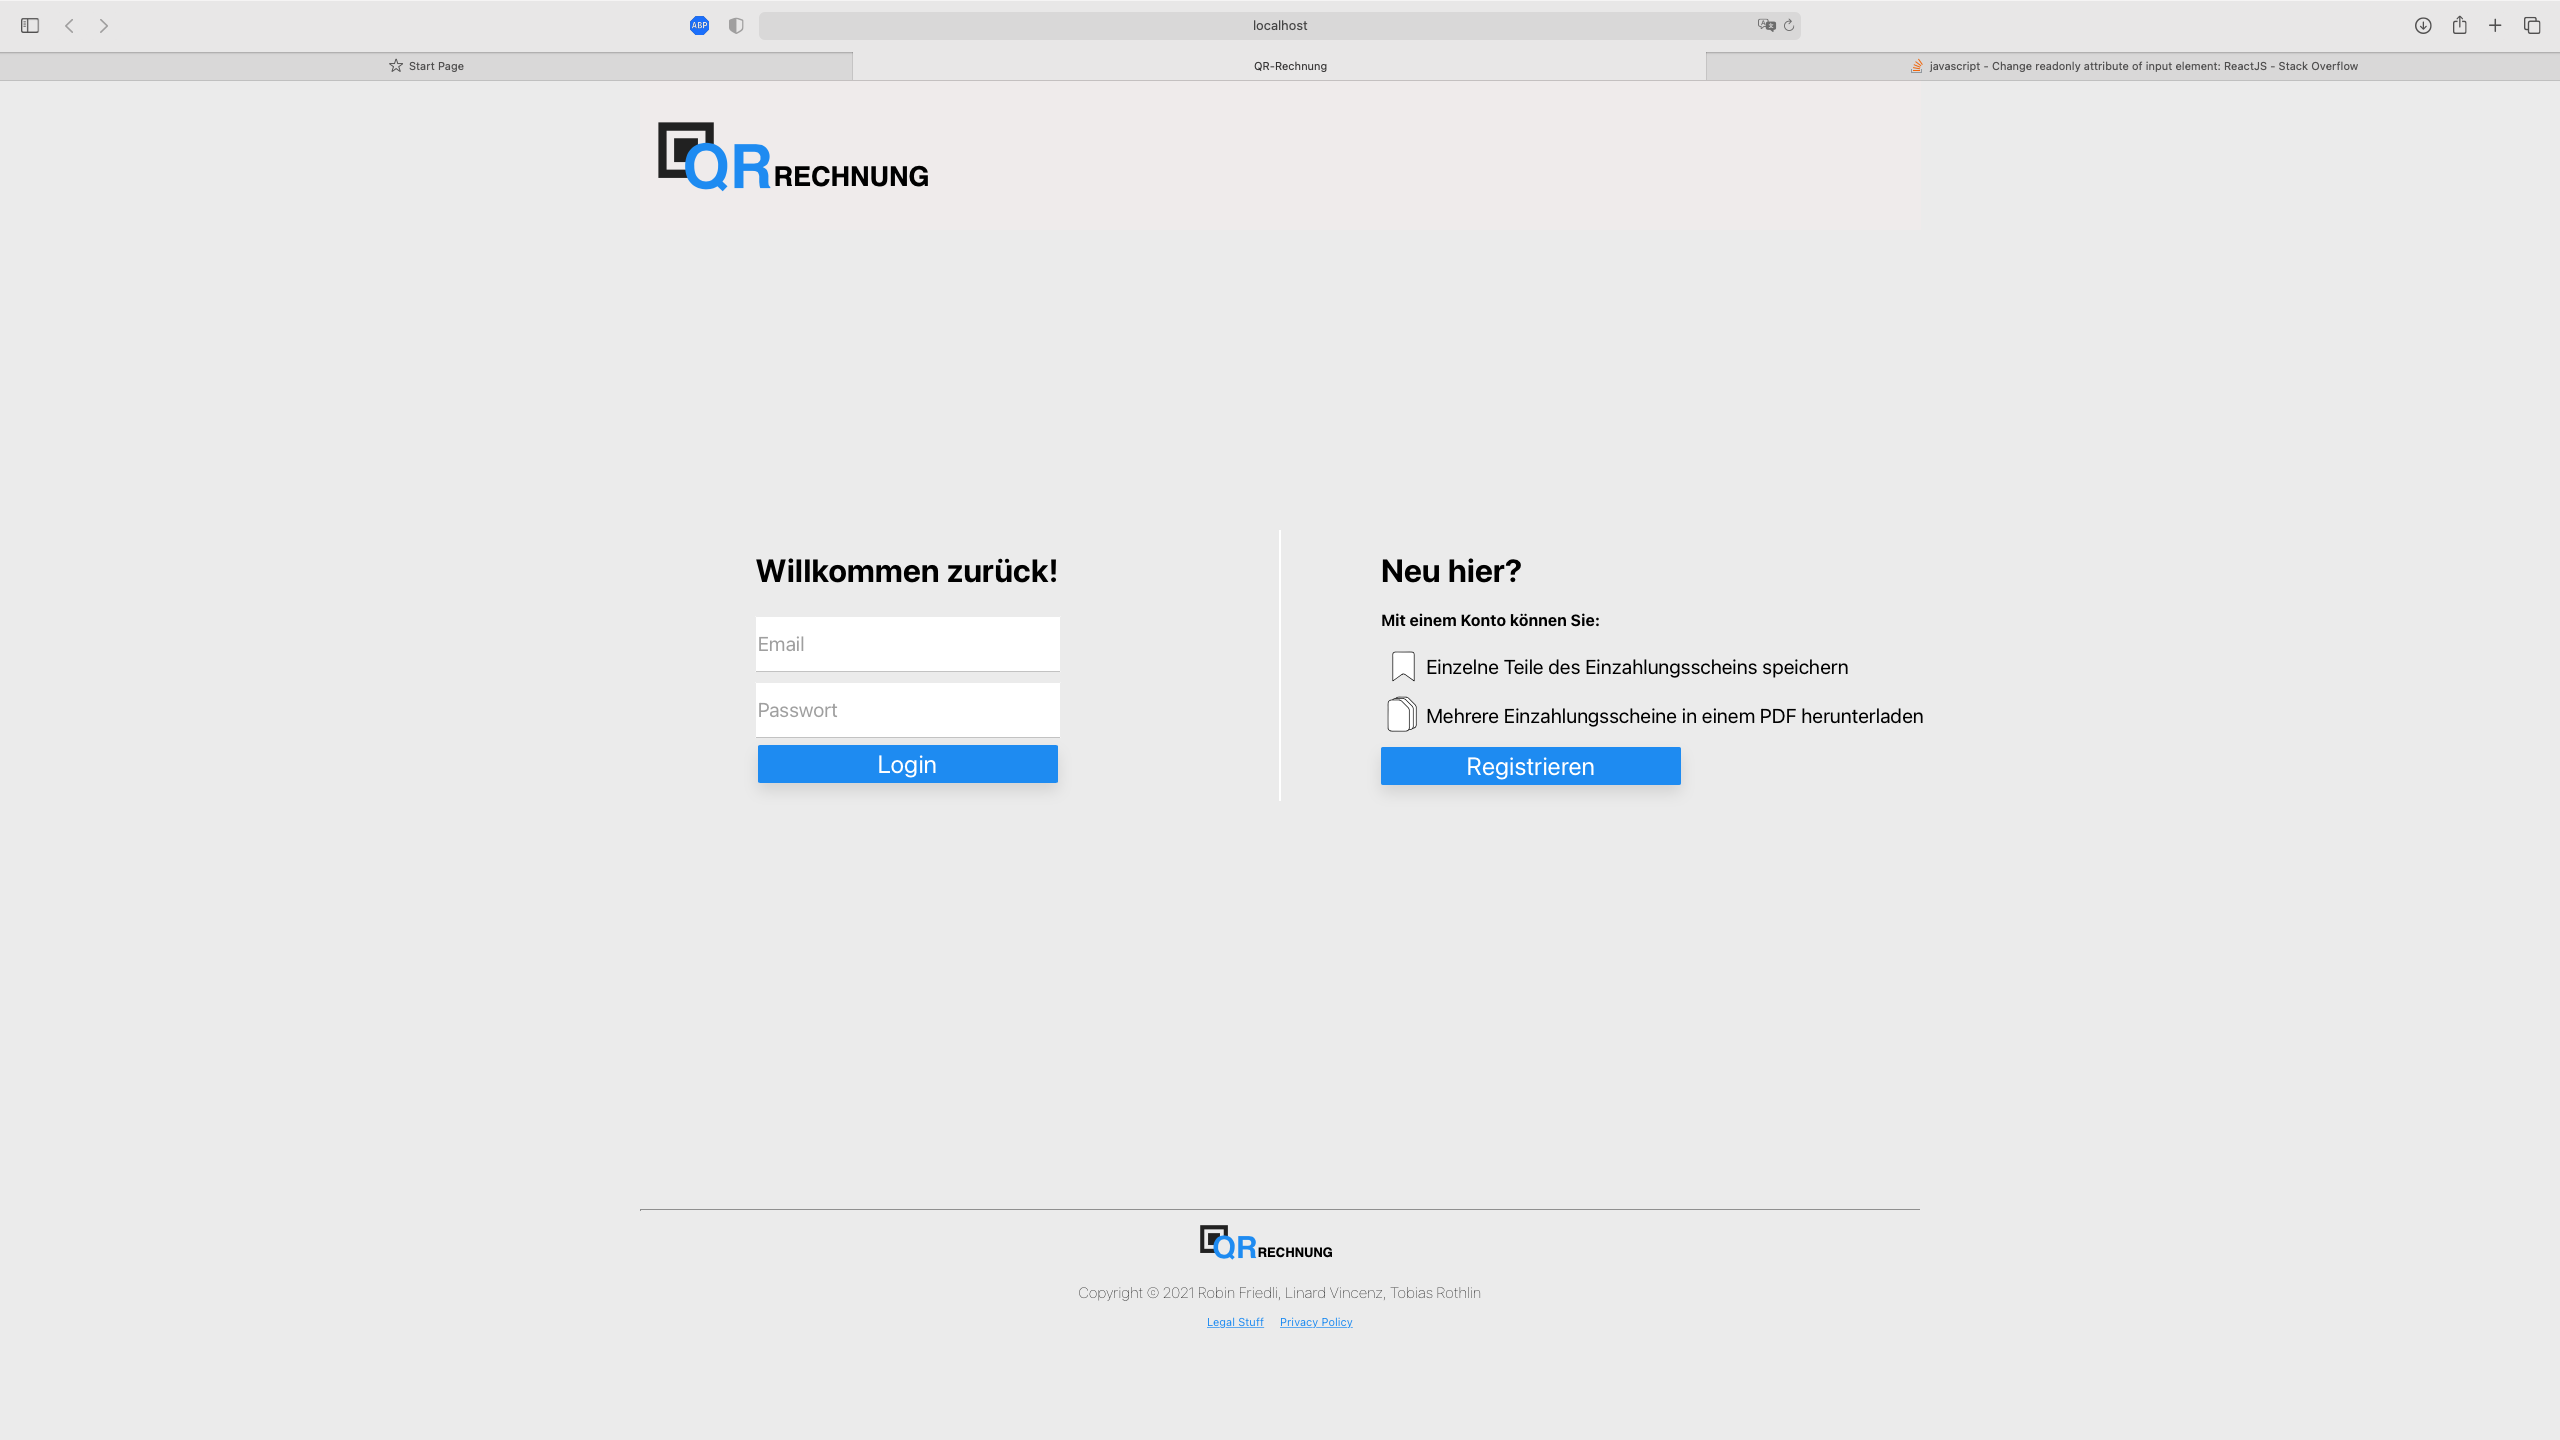 ABP
localhost
Start Page
QR-Rechnung
javascript - Change readonly attribute of input element: ReactJS - Stack Overflow
QR RECHNUNG
Willkommen zurück!
Email
Passwort
Login
Neu hier?
Mit einem Konto können Sie:
Einzelne Teile des Einzahlungsscheins speichern
Mehrere Einzahlungsscheine in einem PDF herunterladen
Registrieren
QR RECHNUNG
Copyright © 2021 Robin Friedli, Linard Vincenz, Tobias Rothlin
Legal Stuff Privacy Policy